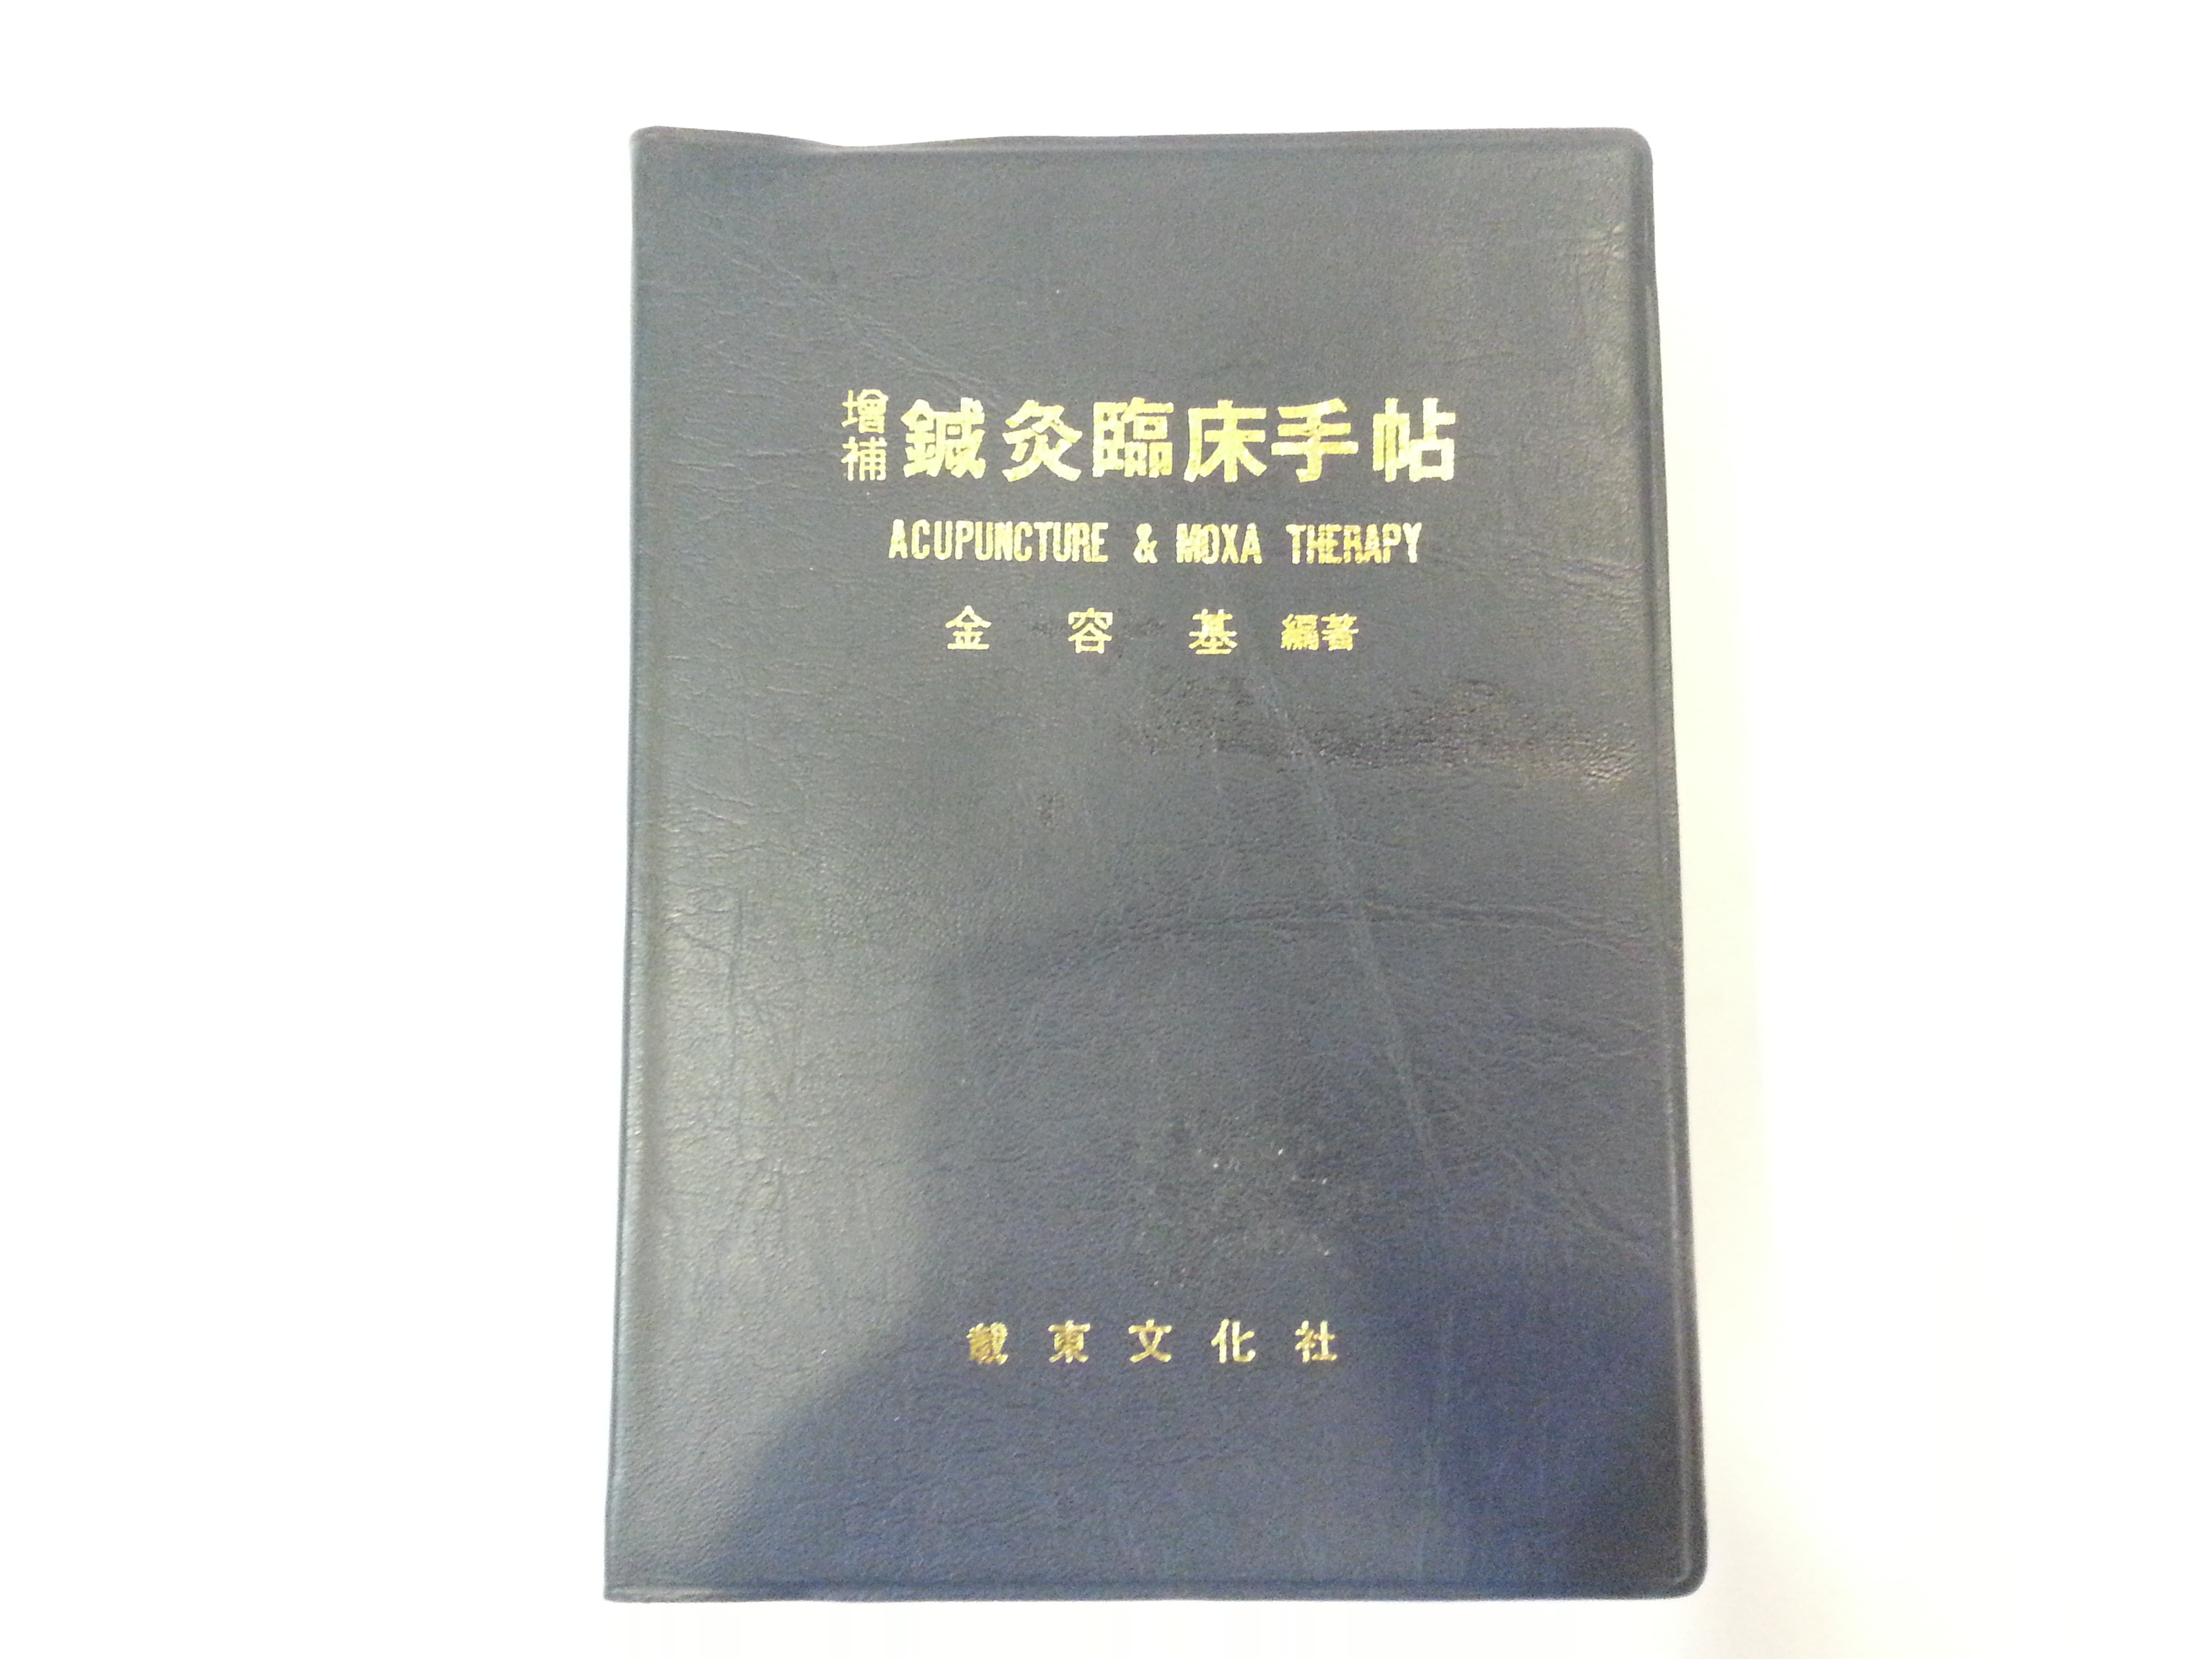 增補 鍼灸臨床手帖
ACUPUNCTURE & MOXA THERAPY
金容基 編著
載東文化社